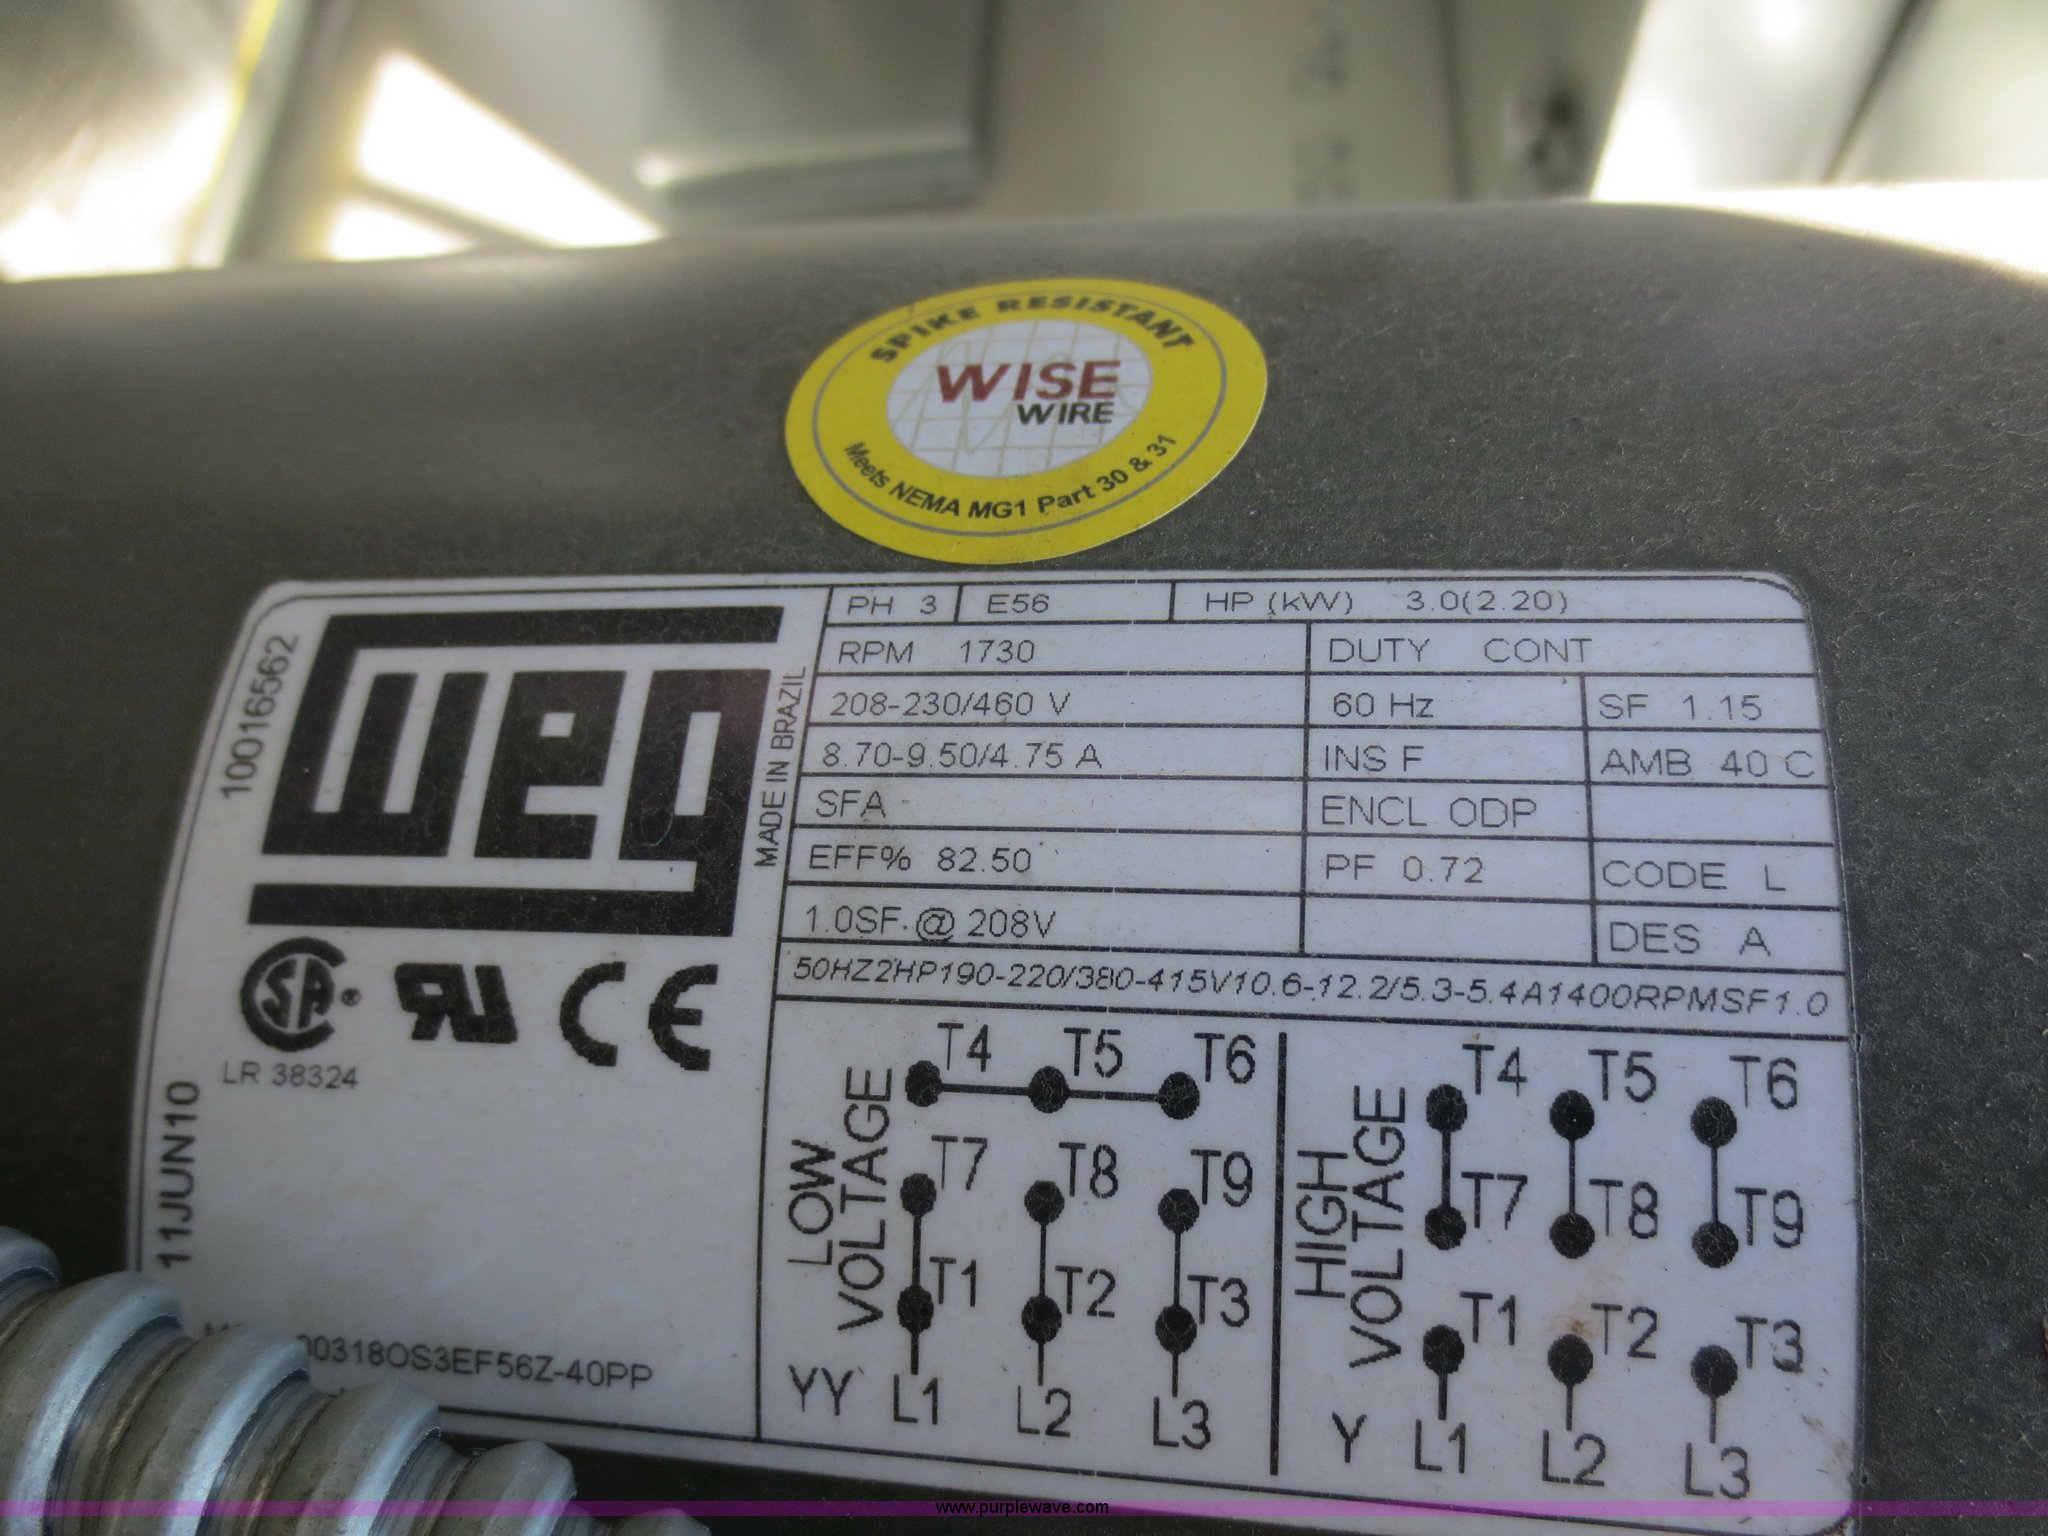 SPIKE RESISTANT
WISE
WIRE
Meets NEMA MG1 Part 30 & 31
10016562
weg
MADE IN BRAZIL
PH 3 E56 HP (kW) 3.0(2.20)
RPM 1730 DUTY CONT
208-230/460 V 60 Hz SF 1.15
8.70-9.50/4.75 A INS F AMB 40 C
SFA ENCL ODP
EFF% 82.50 PF 0.72 CODE L
1.0SF.@ 208V DES A
50HZ2HP190-220/380-415V10.6-12.2/5.3-5.4A1400RPMSF1.0
SA ® RU CE
LR 38324
11JUN10
00318OS3EF56Z-40PP
LOW
VOLTAGE
T4 T5 T6
T7 T8 T9
T1 T2 T3
YY L1 L2 L3
HIGH
VOLTAGE
T4 T5 T6
T7 T8 T9
T1 T2 T3
Y L1 L2 L3
www.purplewave.com